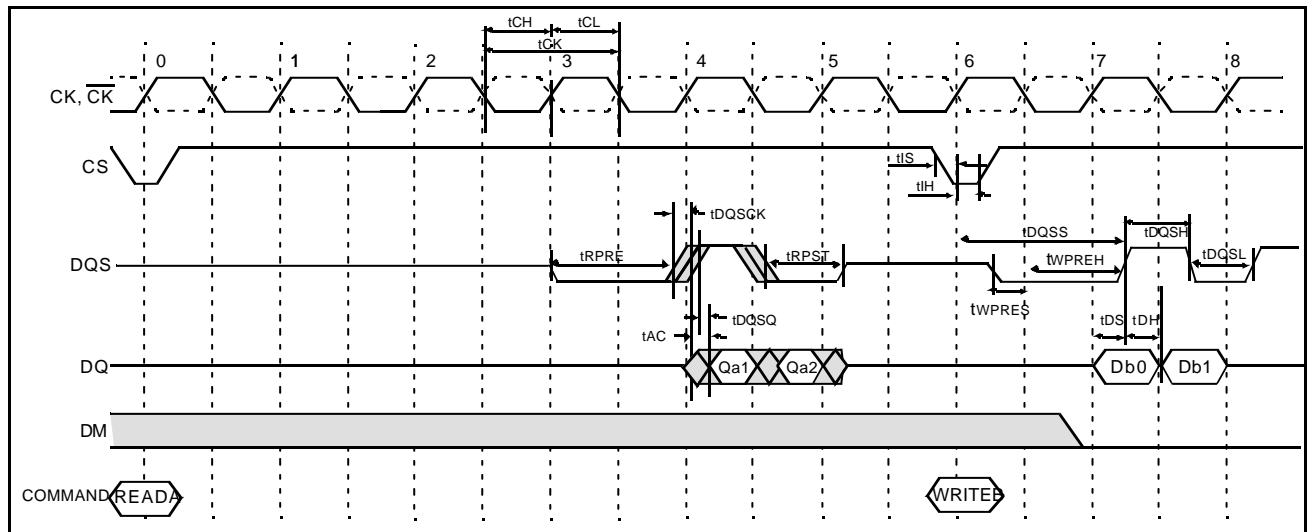 tCH tCL
tCK
0 1 2 3 4 5 6 7 8
CK, CK
CS
tIS
tIH
tDQSCK
tDQSS tDQSH
DQS tRPRE tRPST tWPREH tDQSL
tWPRES
tDQSQ tDS tDH
tAC
DQ Qa1 Qa2 Db0 Db1
DM
COMMAND READA WRITEB